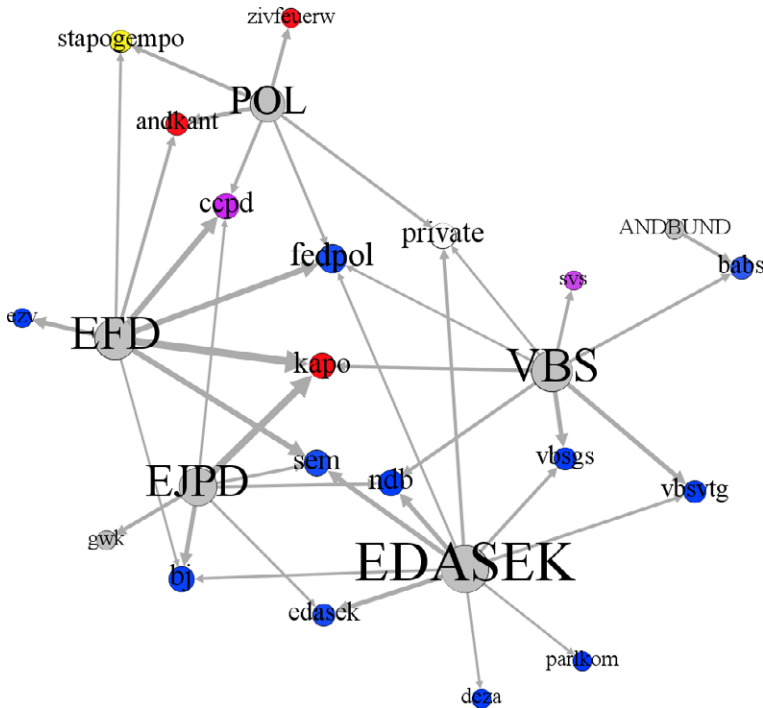 zivfeuerw
stapogempo
POL
andkant
ccpd
private
ANDBUND
fedpol
babs
svs
ezv
EFD
kapo
VBS
sem
ndb
vbsgs
EJPD
vbsvtg
gwk
EDASEK
bj
edasek
parlkom
deza